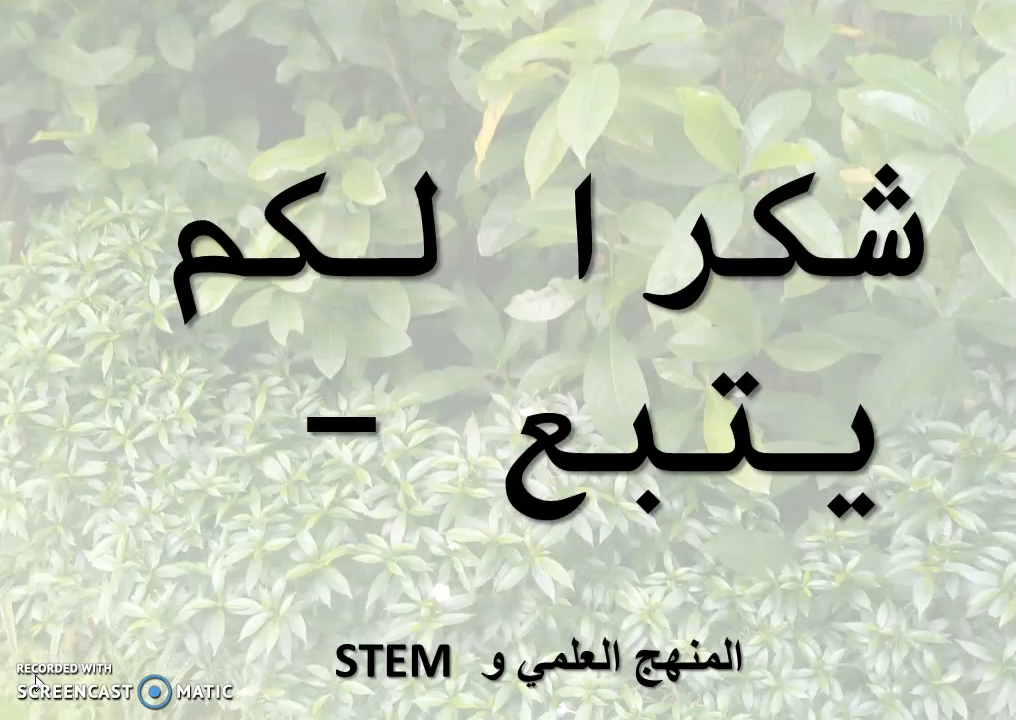 شكرا لكم
يتبع -
المنهج العلمي و STEM
RECORDED WITH
SCREENCAST MATIC